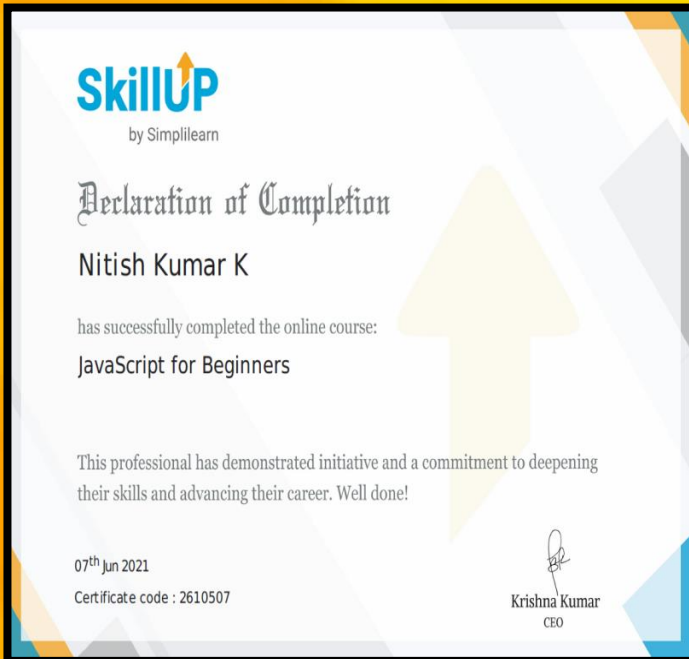 SkillUP
by Simplilearn
Declaration of Completion
Nitish Kumar K
has successfully completed the online course:
JavaScript for Beginners
This professional has demonstrated initiative and a commitment to deepening
their skills and advancing their career. Well done!
07th Jun 2021
Certificate code : 2610507
Krishna Kumar
CEO